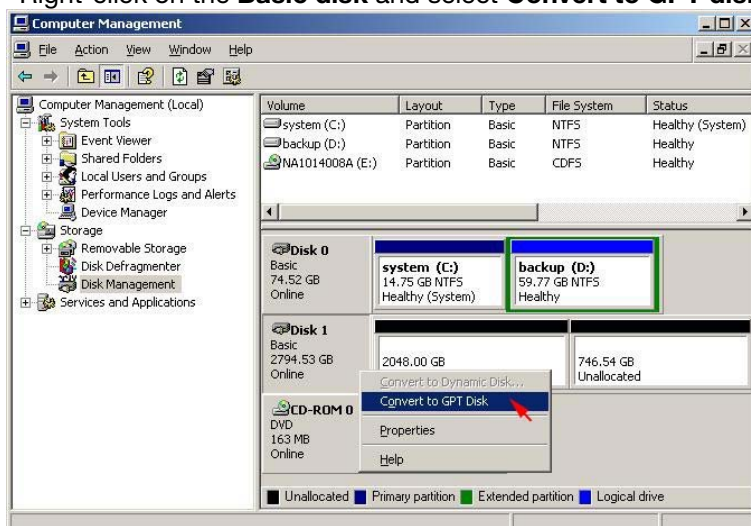 Right-click on the Basic disk and select Convert to GPT disk
Computer Management
File Action View Window Help
Computer Management (Local)
System Tools
Event Viewer
Shared Folders
Local Users and Groups
Performance Logs and Alerts
Device Manager
Storage
Removable Storage
Disk Defragmenter
Disk Management
Services and Applications
Volume Layout Type File System Status
system (C:) Partition Basic NTFS Healthy (System)
backup (D:) Partition Basic NTFS Healthy
NA1014008A (E:) Partition Basic CDFS Healthy
Disk 0
Basic
74.52 GB
Online
system (C:)
14.75 GB NTFS
Healthy (System)
backup (D:)
59.77 GB NTFS
Healthy
Disk 1
Basic
2794.53 GB
Online
2048.00 GB
746.54 GB
Unallocated
Convert to Dynamic Disk...
Convert to GPT Disk
Properties
Help
CD-ROM 0
DVD
163 MB
Online
Unallocated Primary partition Extended partition Logical drive